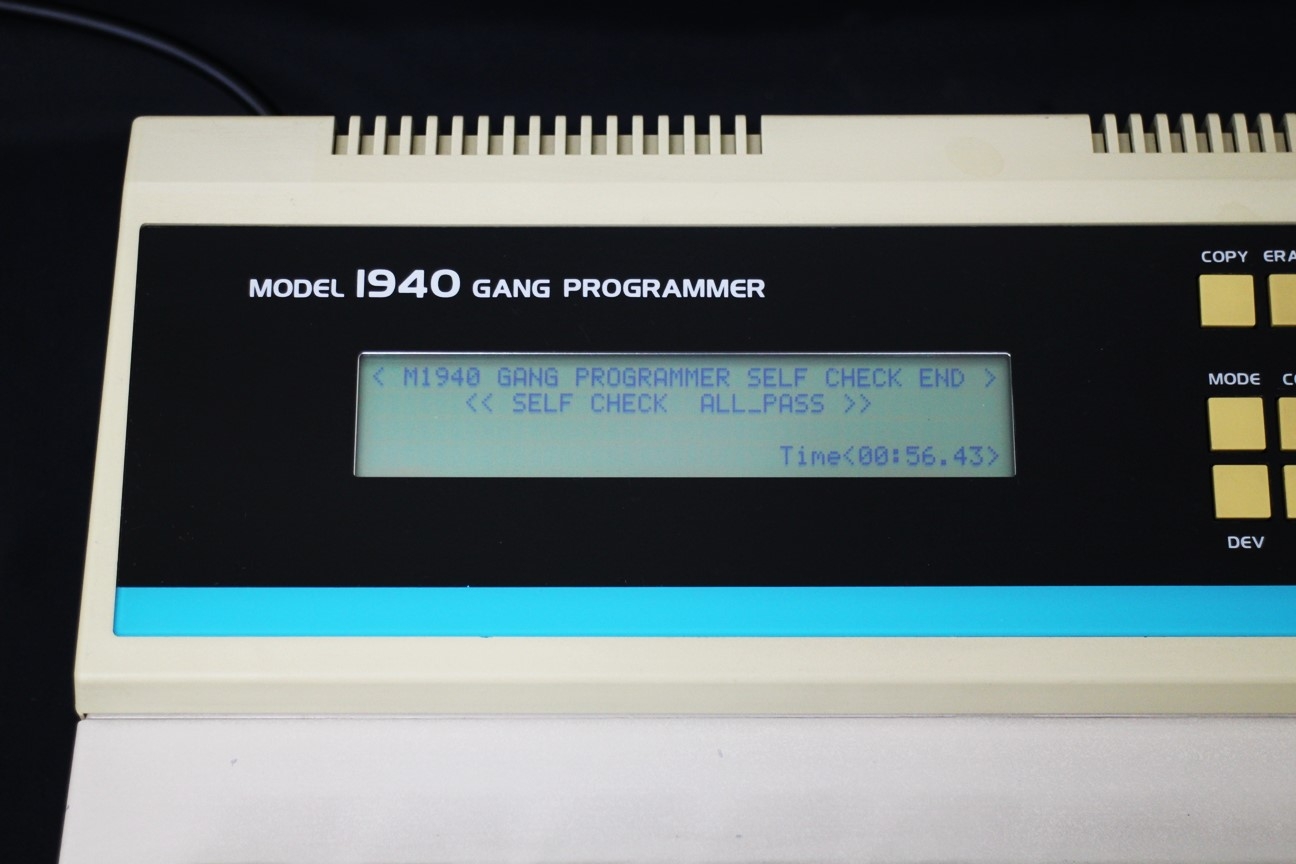 MODEL 1940 GANG PROGRAMMER
< M1940 GANG PROGRAMMER SELF CHECK END >
<< SELF CHECK  ALL_PASS >>
Time<00:56.43>
COPY
MODE
DEV